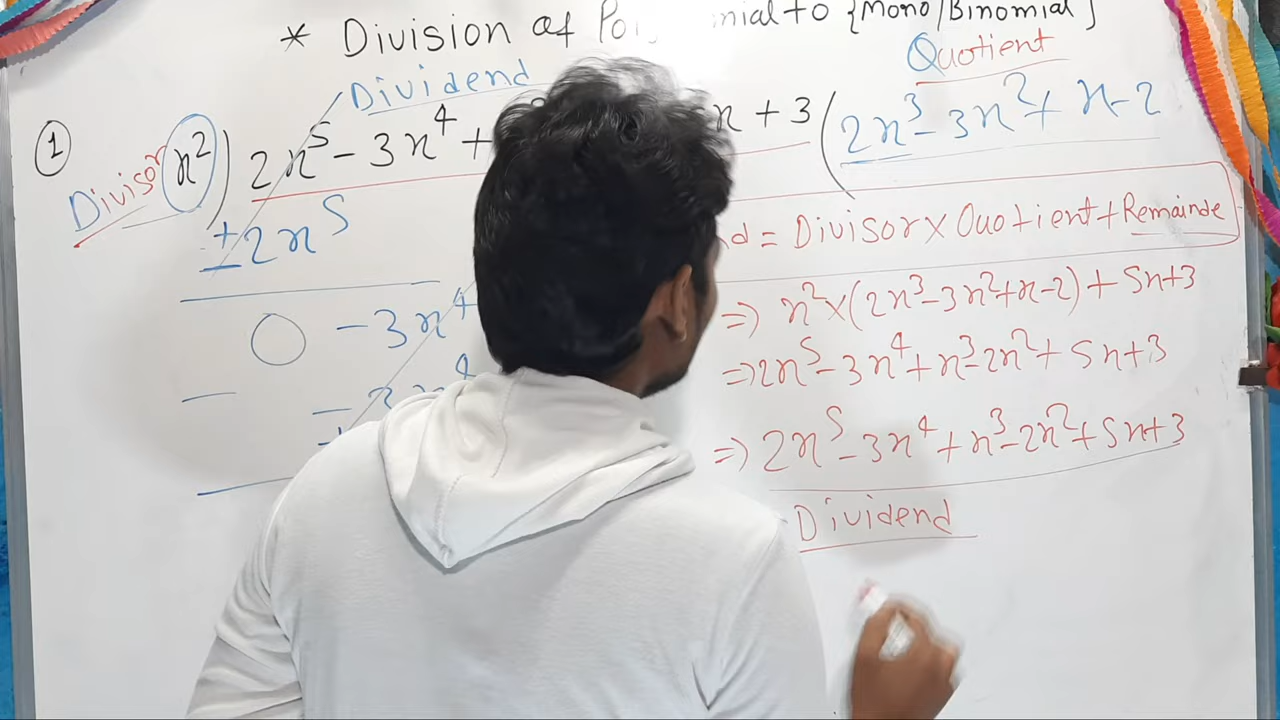 * Division of Po nial to {Mono/Binomial}
Dividend
Quotient
① Divisor x²) 2x⁵ - 3x⁴ + x + 3 (2x³ - 3x² + x - 2
± 2x⁵
d = Divisor × Quotient + Remainde
0 - 3x⁴
⇒ x² × (2x³ - 3x² + x - 2) + 5x + 3
⇒ 2x⁵ - 3x⁴ + x³ - 2x² + 5x + 3
⇒ 2x⁵ - 3x⁴ + x³ - 2x² + 5x + 3
Dividend